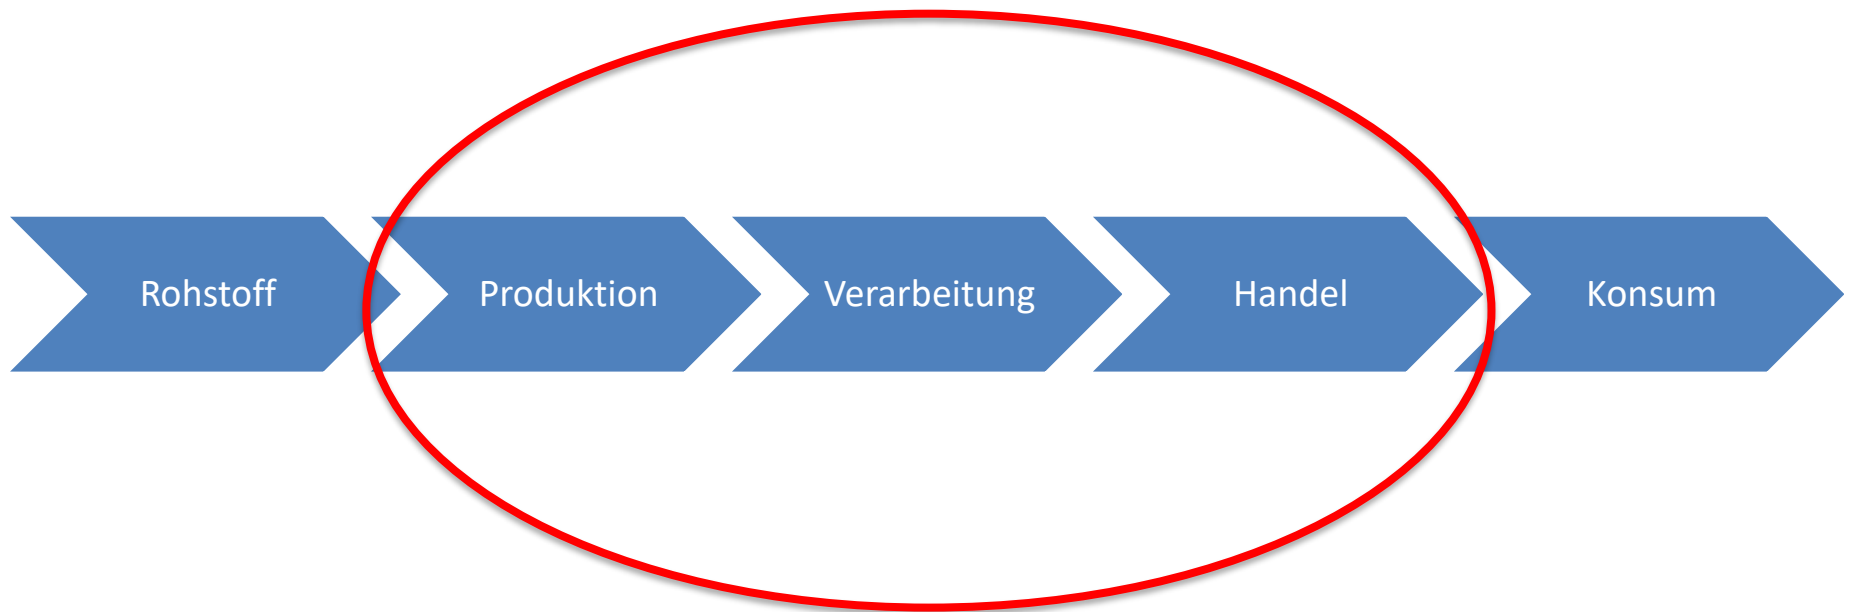 Rohstoff
Produktion
Verarbeitung
Handel
Konsum